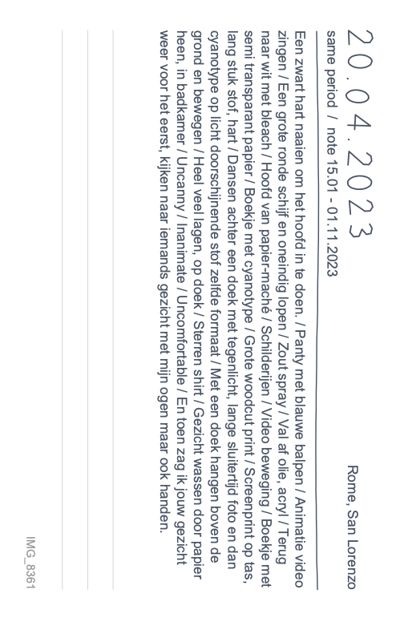 20.04.2023
Rome, San Lorenzo
same period / note 15.01 - 01.11.2023
Een zwart hart naaien om het hoofd in te doen. / Panty met blauwe balpen / Animatie video
zingen / Een grote ronde schijf en oneindig lopen / Zout spray / Val af olie, acryl / Terug
naar wit met bleach / Hoofd van papier-maché / Schilderijen / Video beweging / Boekje met
semi transparant papier / Boekje met cyanotype / Grote woodcut print / Screenprint op tas,
lang stuk stof, hart / Dansen achter een doek met tegenlicht, lange sluitertijd foto en dan
cyanotype op licht doorschijnende stof zelfde formaat / Met een doek hangen boven de
grond en bewegen / Heel veel lagen, op doek / Sterren shirt / Gezicht wassen door papier
heen, in badkamer / Uncanny / Inanimate / Uncomfortable / En toen zag ik jouw gezicht
weer voor het eerst, kijken naar iemands gezicht met mijn ogen maar ook handen.
IMG_8361